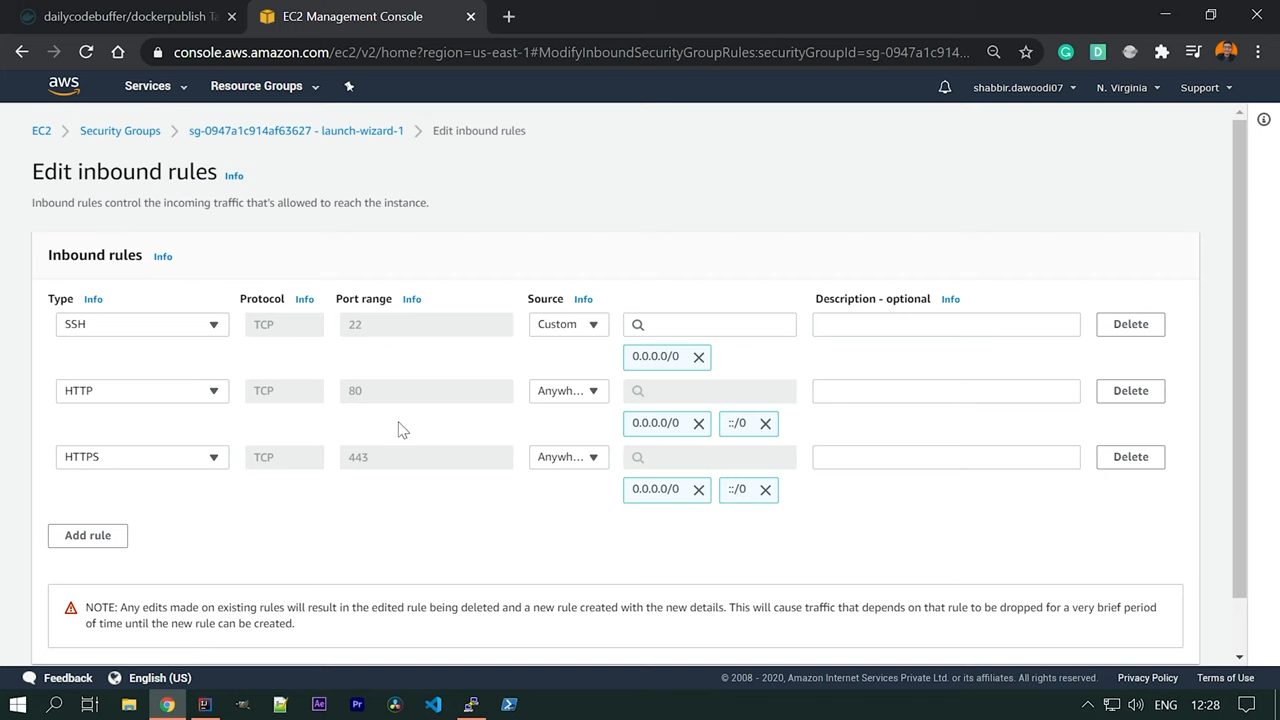 dailycodebuffer/dockerpublish Ta
EC2 Management Console
console.aws.amazon.com/ec2/v2/home?region=us-east-1#ModifyInboundSecurityGroupRules:securityGroupId=sg-0947a1c914...
aws
Services
Resource Groups
shabbir.dawoodi07
N. Virginia
Support
EC2
Security Groups
sg-0947a1c914af63627 - launch-wizard-1
Edit inbound rules
Edit inbound rules Info
Inbound rules control the incoming traffic that's allowed to reach the instance.
Inbound rules Info
Type Info Protocol Info Port range Info Source Info Description - optional Info
SSH TCP 22 Custom Delete
0.0.0.0/0
HTTP TCP 80 Anywh... Delete
0.0.0.0/0 ::/0
HTTPS TCP 443 Anywh... Delete
0.0.0.0/0 ::/0
Add rule
NOTE: Any edits made on existing rules will result in the edited rule being deleted and a new rule created with the new details. This will cause traffic that depends on that rule to be dropped for a very brief period
of time until the new rule can be created.
Feedback English (US) © 2008 - 2020, Amazon Internet Services Private Ltd. or its affiliates. All rights reserved. Privacy Policy Terms of Use
Ae Pr ENG 12:28